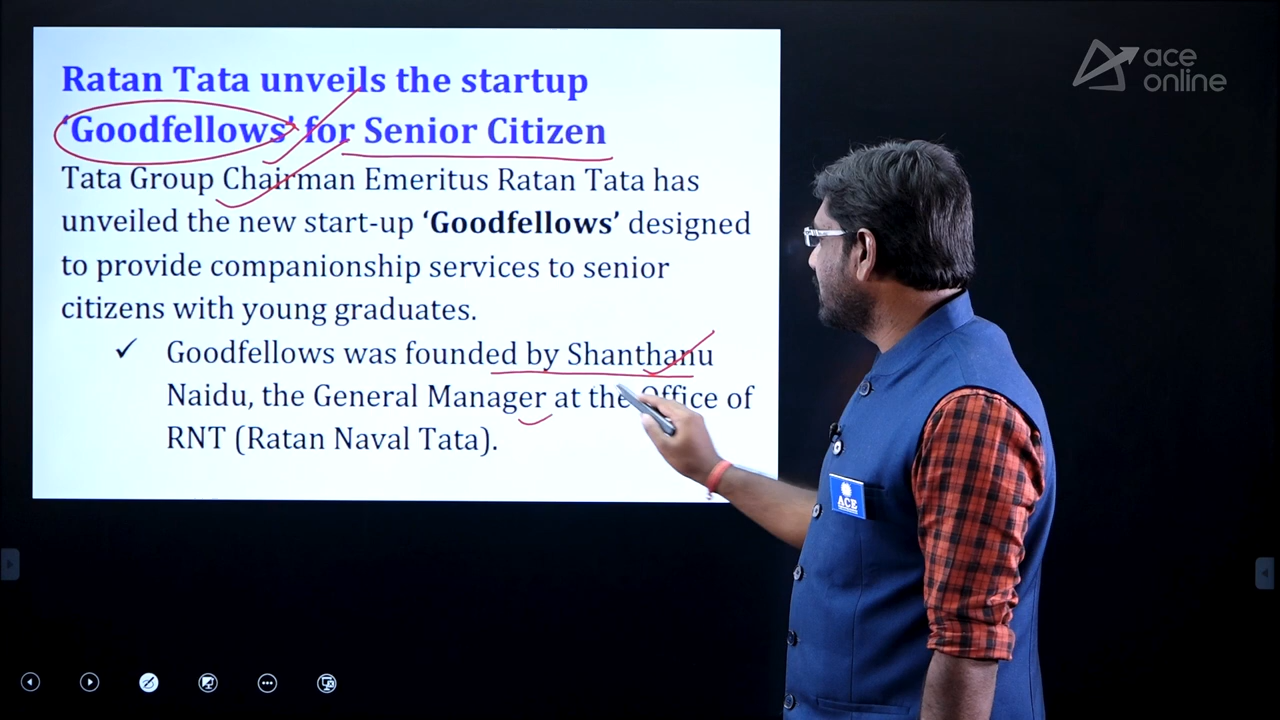 Ratan Tata unveils the startup
‘Goodfellows’ for Senior Citizen
Tata Group Chairman Emeritus Ratan Tata has
unveiled the new start-up ‘Goodfellows’ designed
to provide companionship services to senior
citizens with young graduates.
✓ Goodfellows was founded by Shanthanu
Naidu, the General Manager at the Office of
RNT (Ratan Naval Tata).
ace
online
ACE